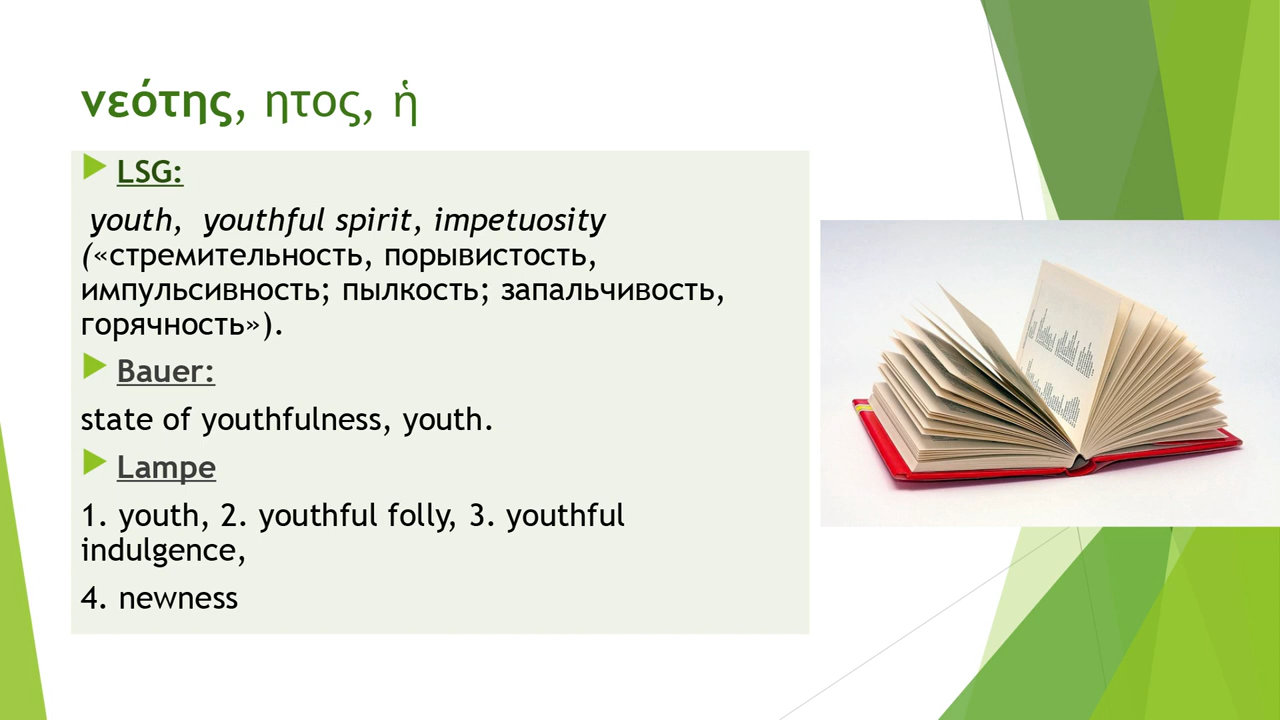 νεότης, ητος, ἡ
LSG:
youth, youthful spirit, impetuosity
(«стремительность, порывистость,
импульсивность; пылкость; запальчивость,
горячность»).
Bauer:
state of youthfulness, youth.
Lampe
1. youth, 2. youthful folly, 3. youthful
indulgence,
4. newness